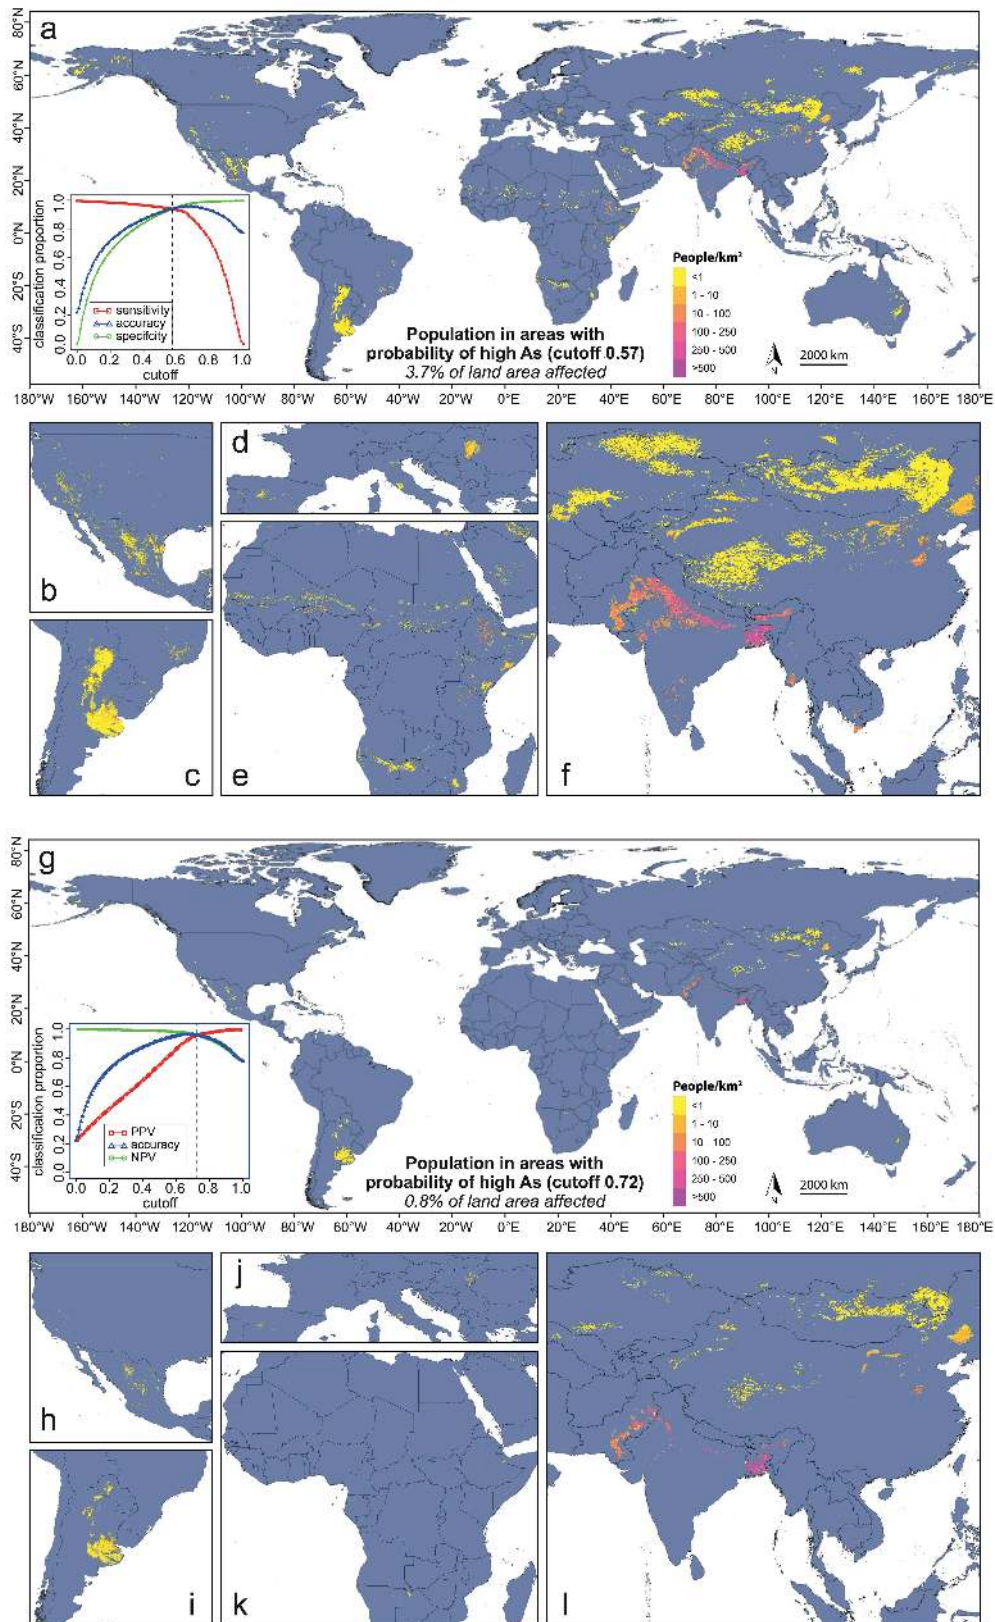 a
80°N
60°N
40°N
20°N
0°N
20°S
40°S
classification proportion
1.0
0.8
0.6
0.4
0.2
0.0
sensitivity
accuracy
specificity
0.0 0.2 0.4 0.6 0.8 1.0
cutoff
People/km²
<1
1 - 10
10 - 100
100 - 250
250 - 500
>500
Population in areas with
probability of high As (cutoff 0.57)
3.7% of land area affected
N
2000 km
180°W 160°W 140°W 120°W 100°W 80°W 60°W 40°W 20°W 0°E 20°E 40°E 60°E 80°E 100°E 120°E 140°E 160°E 180°E
b
d
c
e
f
g
80°N
60°N
40°N
20°N
0°N
20°S
40°S
classification proportion
1.0
0.8
0.6
0.4
0.2
0.0
PPV
accuracy
NPV
0.0 0.2 0.4 0.6 0.8 1.0
cutoff
People/km²
<1
1 - 10
10 - 100
100 - 250
250 - 500
>500
Population in areas with
probability of high As (cutoff 0.72)
0.8% of land area affected
N
2000 km
180°W 160°W 140°W 120°W 100°W 80°W 60°W 40°W 20°W 0°E 20°E 40°E 60°E 80°E 100°E 120°E 140°E 160°E 180°E
j
h
i
k
l